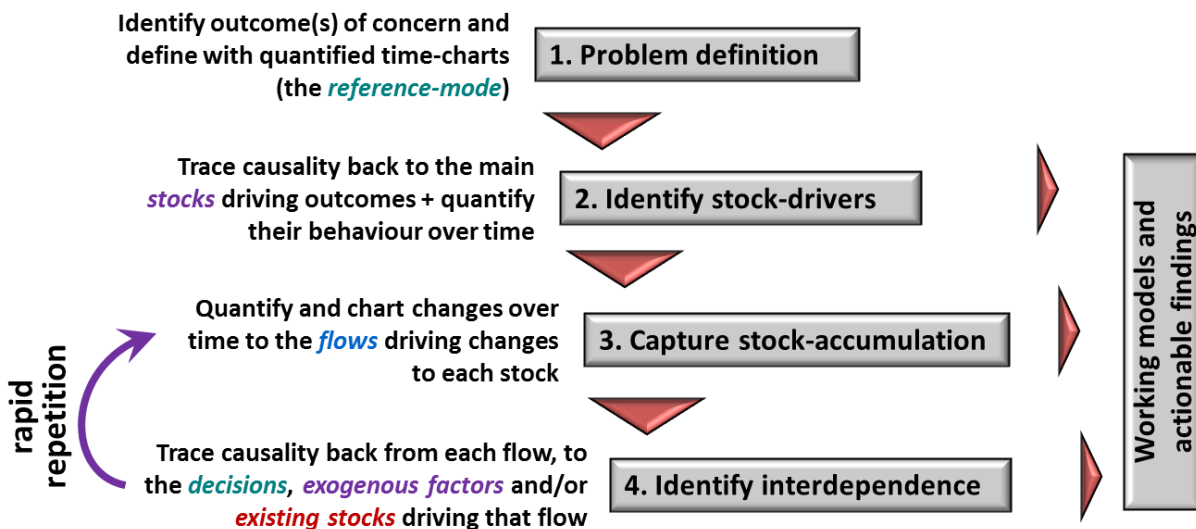 Identify outcome(s) of concern and
define with quantified time-charts
(the reference-mode)
1. Problem definition
Trace causality back to the main
stocks driving outcomes + quantify
their behaviour over time
2. Identify stock-drivers
Quantify and chart changes over
time to the flows driving changes
to each stock
3. Capture stock-accumulation
Trace causality back from each flow, to
the decisions, exogenous factors and/or
existing stocks driving that flow
4. Identify interdependence
rapid
repetition
Working models and
actionable findings